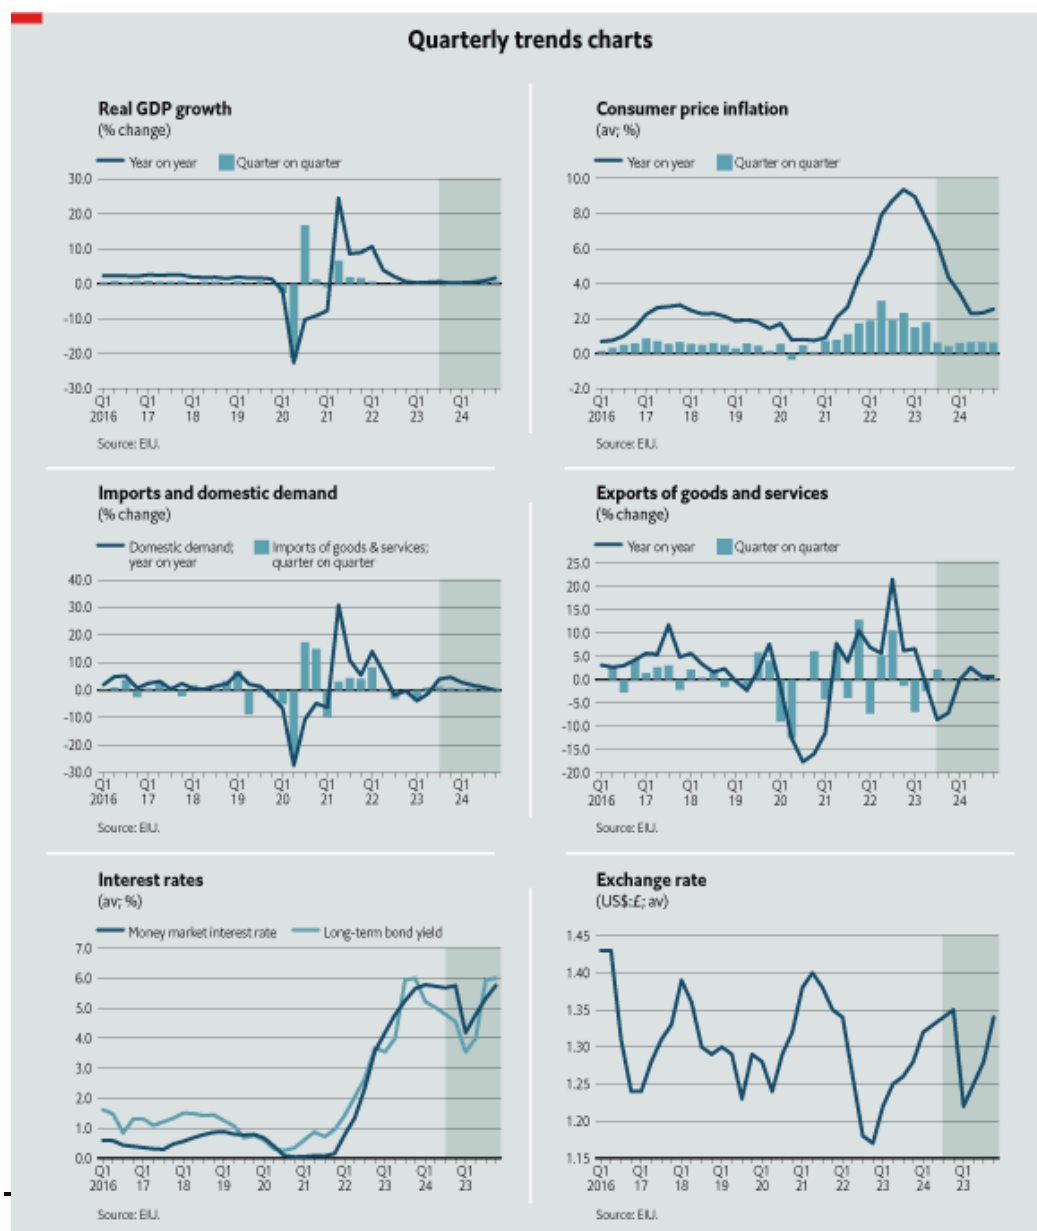 Quarterly trends charts
Real GDP growth
(% change)
Year on year
Quarter on quarter
30.0
20.0
10.0
0.0
-10.0
-20.0
-30.0
Q1 Q1 Q1 Q1 Q1 Q1 Q1 Q1 Q1
2016 17 18 19 20 21 22 23 24
Source: EIU.
Consumer price inflation
(av; %)
Year on year
Quarter on quarter
10.0
8.0
6.0
4.0
2.0
0.0
-2.0
Q1 Q1 Q1 Q1 Q1 Q1 Q1 Q1 Q1
2016 17 18 19 20 21 22 23 24
Source: EIU.
Imports and domestic demand
(% change)
Domestic demand;
year on year
Imports of goods & services;
quarter on quarter
40.0
30.0
20.0
10.0
0.0
-10.0
-20.0
-30.0
Q1 Q1 Q1 Q1 Q1 Q1 Q1 Q1 Q1
2016 17 18 19 20 21 22 23 24
Source: EIU.
Exports of goods and services
(% change)
Year on year
Quarter on quarter
25.0
20.0
15.0
10.0
5.0
0.0
-5.0
-10.0
-15.0
-20.0
Q1 Q1 Q1 Q1 Q1 Q1 Q1 Q1 Q1
2016 17 18 19 20 21 22 23 24
Source: EIU.
Interest rates
(av; %)
Money market interest rate
Long-term bond yield
7.0
6.0
5.0
4.0
3.0
2.0
1.0
0.0
Q1 Q1 Q1 Q1 Q1 Q1 Q1 Q1 Q1 Q1
2016 17 18 19 20 21 22 23 22 23
Source: EIU.
Exchange rate
(US$:£; av)
1.45
1.40
1.35
1.30
1.25
1.20
1.15
Q1 Q1 Q1 Q1 Q1 Q1 Q1 Q1 Q1 Q1
2016 17 18 19 20 21 22 23 22 23
Source: EIU.